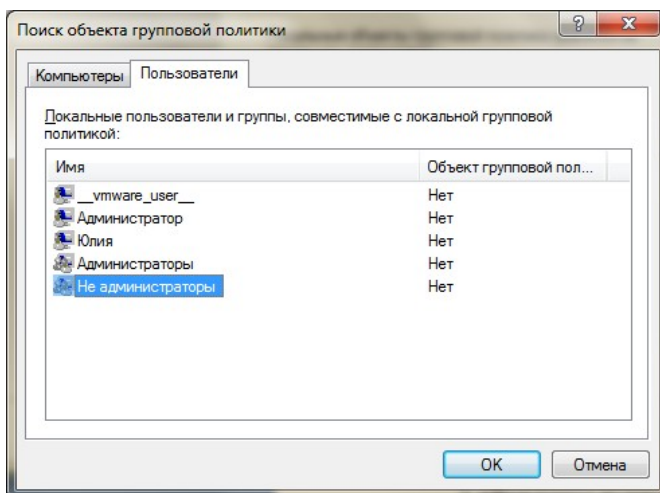 Поиск объекта групповой политики
Компьютеры Пользователи
Локальные пользователи и группы, совместимые с локальной групповой
политикой:
Имя Объект групповой пол...
__vmware_user__ Нет
Администратор Нет
Юлия Нет
Администраторы Нет
Не администраторы Нет
OK Отмена